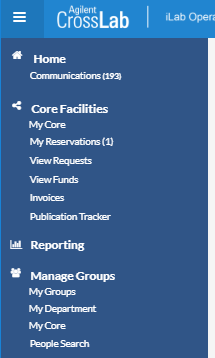 Agilent
CrossLab
iLab Opera
Home
Communications (193)
Core Facilities
My Core
My Reservations (1)
View Requests
View Funds
Invoices
Publication Tracker
Reporting
Manage Groups
My Groups
My Department
My Core
People Search